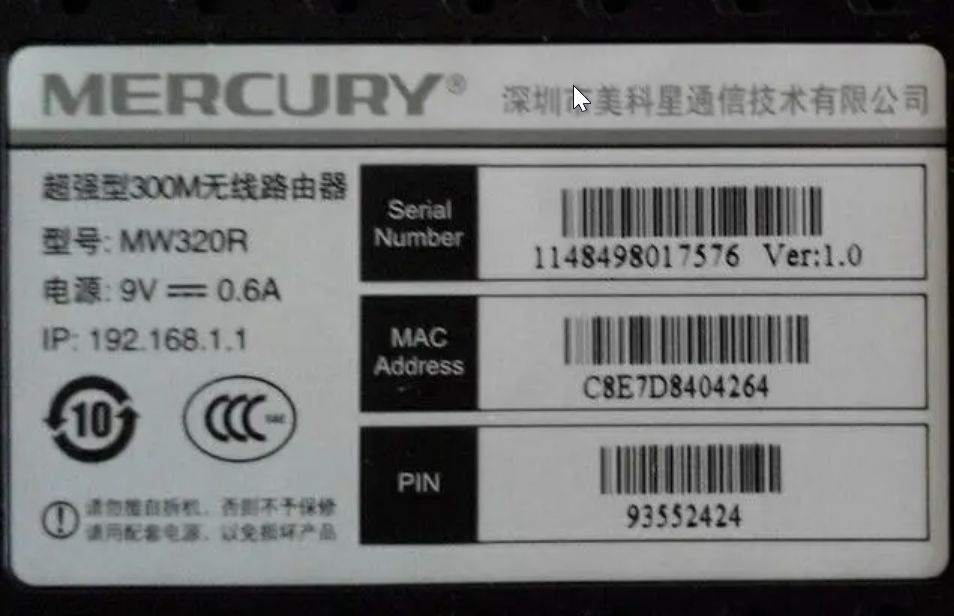 MERCURY® 深圳市美科星通信技术有限公司
超强型300M无线路由器
型号: MW320R
电源: 9V ⎓ 0.6A
IP: 192.168.1.1
10
CCC
请勿擅自拆机，否则不予保修
请用配套电源，以免损坏产品
Serial
Number
1148498017576 Ver:1.0
MAC
Address
C8E7D8404264
PIN
93552424